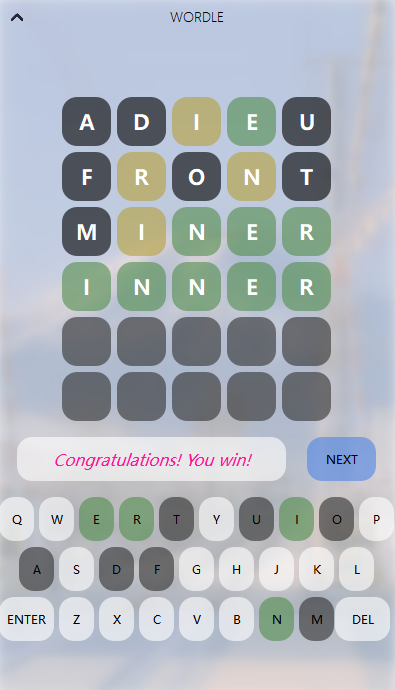 WORDLE
A D I E U
F R O N T
M I N E R
I N N E R
Congratulations! You win! NEXT
Q W E R T Y U I O P
A S D F G H J K L
ENTER Z X C V B N M DEL